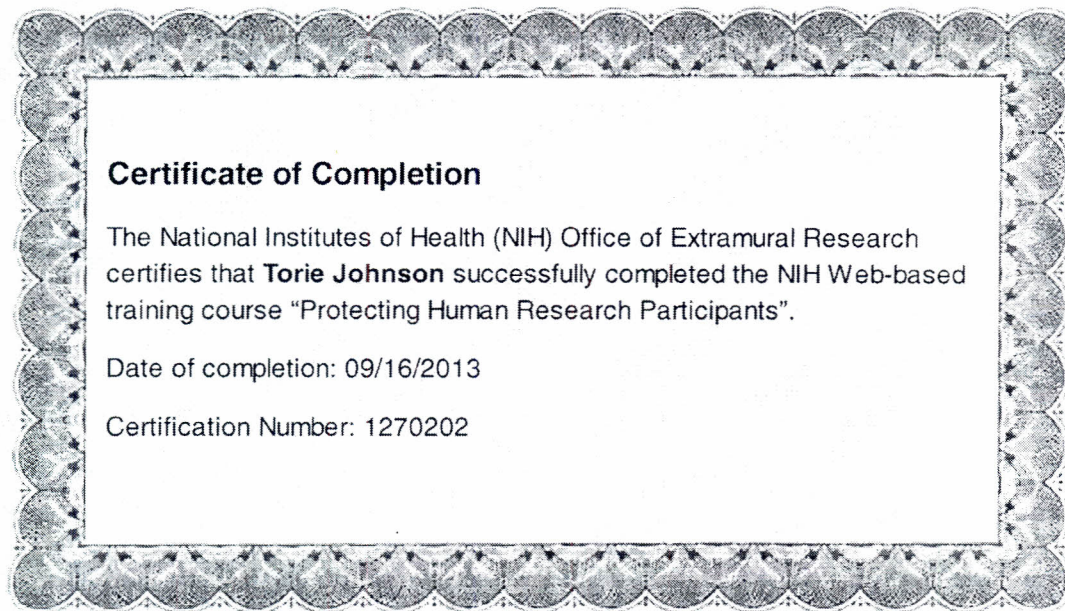 Certificate of Completion
The National Institutes of Health (NIH) Office of Extramural Research
certifies that Torie Johnson successfully completed the NIH Web-based
training course “Protecting Human Research Participants”.
Date of completion: 09/16/2013
Certification Number: 1270202